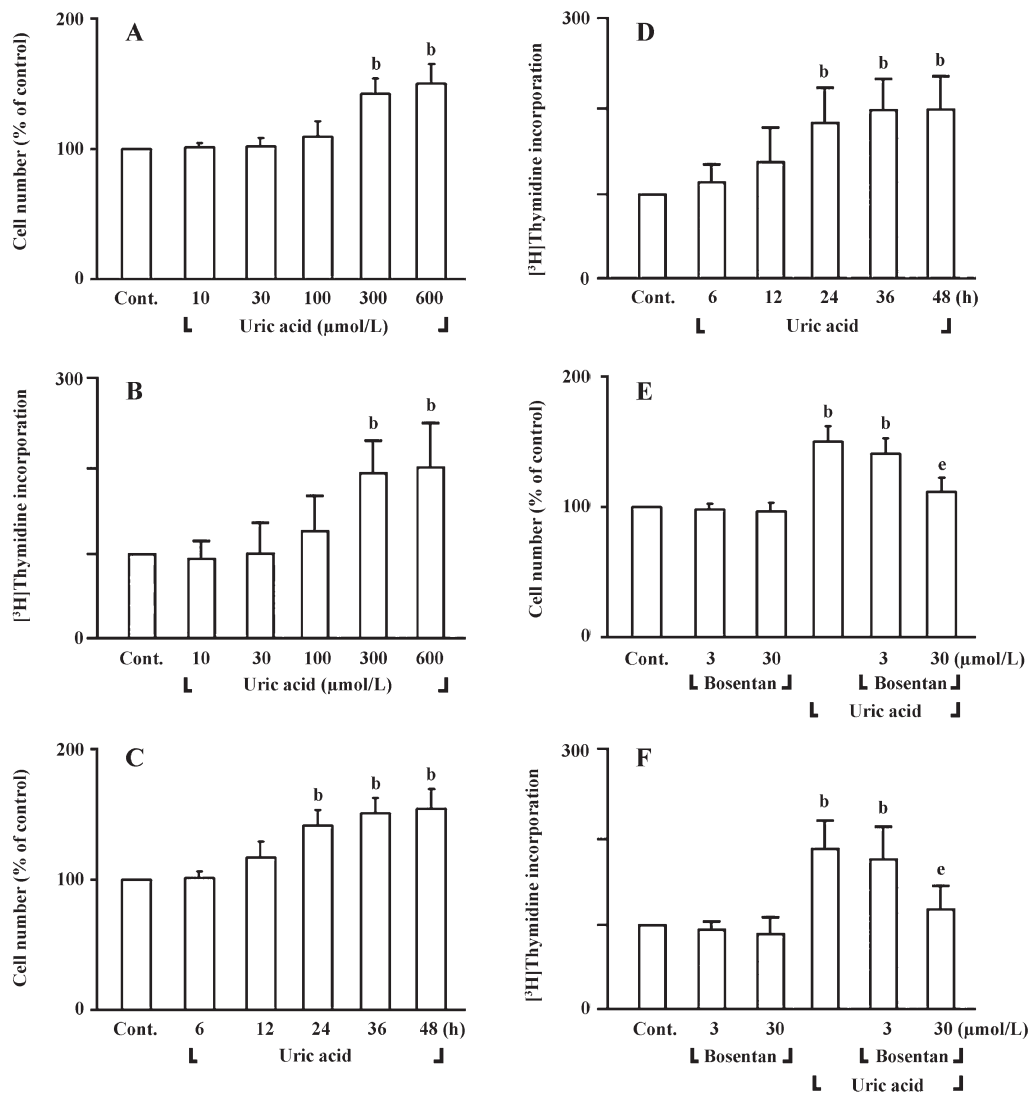 A
200
100
0
Cell number (% of control)
b b
Cont. 10 30 100 300 600
Uric acid (µmol/L)
B
300
0
[³H]Thymidine incorporation
b b
Cont. 10 30 100 300 600
Uric acid (µmol/L)
C
200
100
0
Cell number (% of control)
b b b
Cont. 6 12 24 36 48 (h)
Uric acid
D
300
0
[³H]Thymidine incorporation
b b b
Cont. 6 12 24 36 48 (h)
Uric acid
E
200
100
0
Cell number (% of control)
b b e
Cont. 3 30 3 30 (µmol/L)
Bosentan Bosentan
Uric acid
F
300
0
[³H]Thymidine incorporation
b b e
Cont. 3 30 3 30 (µmol/L)
Bosentan Bosentan
Uric acid